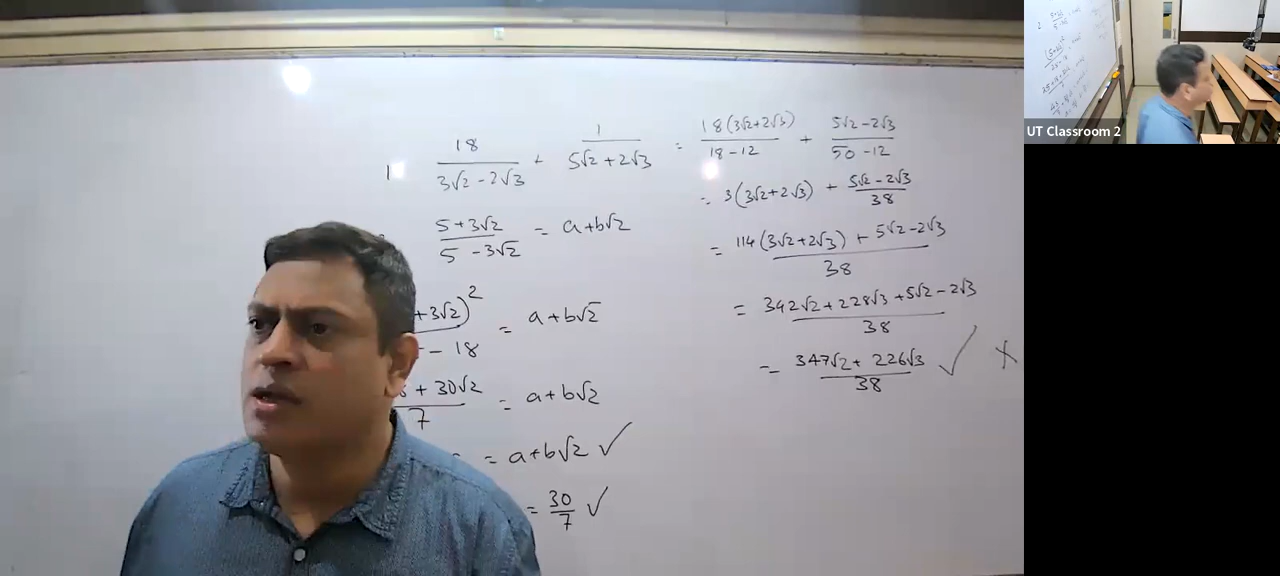 1 18/(3√2 - 2√3) + 1/(5√2 + 2√3) = 18(3√2+2√3)/(18-12) + (5√2-2√3)/(50-12)
= 3(3√2+2√3) + (5√2-2√3)/38
= (114(3√2+2√3) + 5√2-2√3)/38
= (342√2+228√3+5√2-2√3)/38
= (347√2+226√3)/38 ✓ ×
(5+3√2)/(5-3√2) = a+b√2
+3√2)²/- 18 = a+b√2
+ 30√2/7 = a+b√2
= a+b√2 ✓
= 30/7 ✓
UT Classroom 2